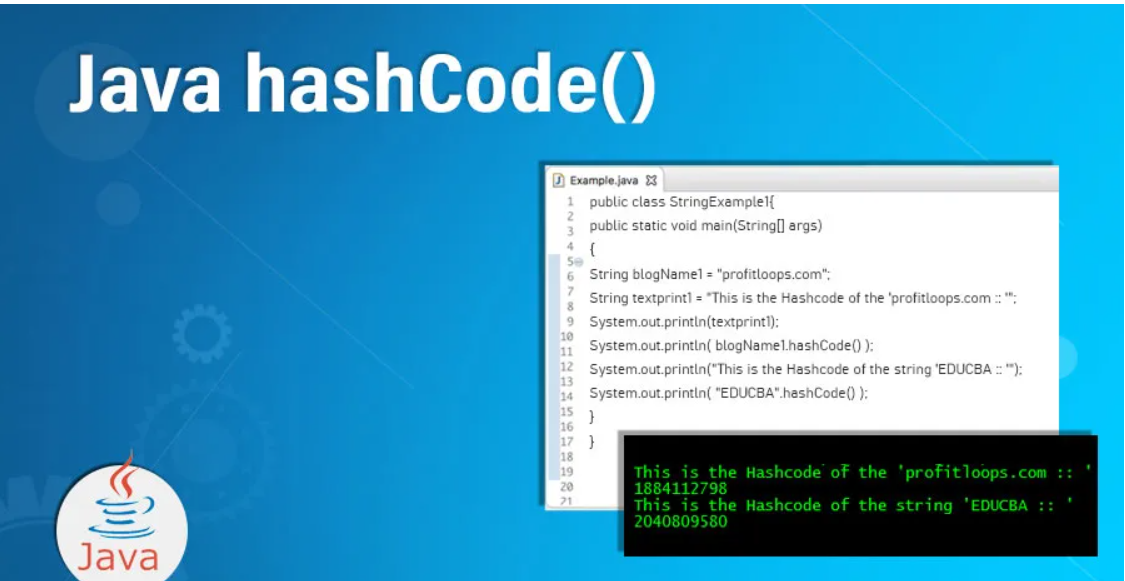 Java hashCode()
Example.java
1 public class StringExample1{
2
3 public static void main(String[] args)
4 {
5
6 String blogName1 = "profitloops.com";
7 String textprint1 = "This is the Hashcode of the 'profitloops.com :: '";
8
9 System.out.println(textprint1);
10
11 System.out.println( blogName1.hashCode() );
12 System.out.println("This is the Hashcode of the string 'EDUCBA :: '");
13
14 System.out.println( "EDUCBA".hashCode() );
15 }
16
17 }
18
19
20
21
This is the Hashcode of the 'profitloops.com :: '
1884112798
This is the Hashcode of the string 'EDUCBA :: '
2040809580
Java